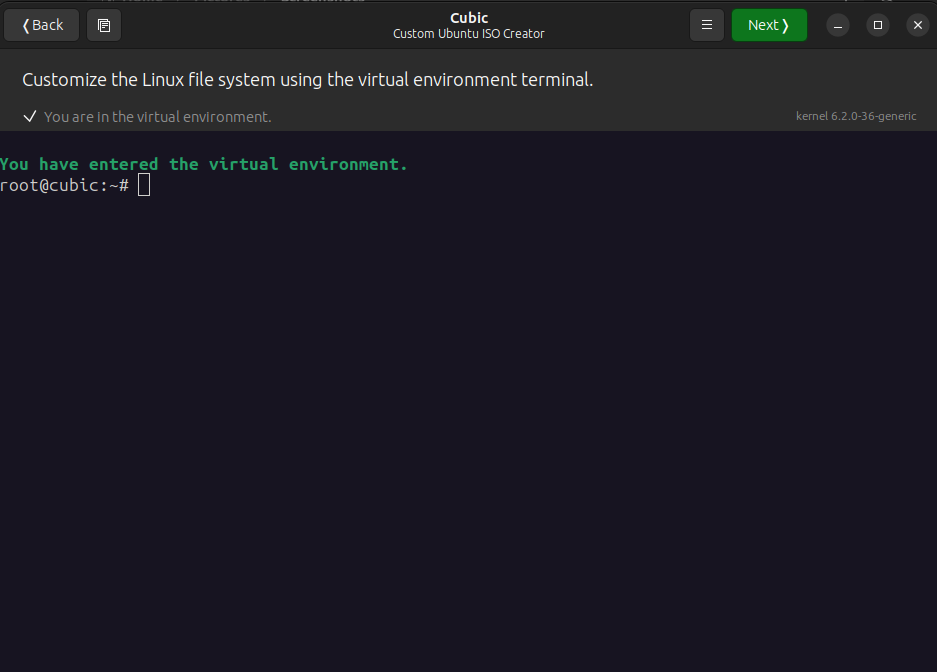 Back
Cubic
Custom Ubuntu ISO Creator
Next
Customize the Linux file system using the virtual environment terminal.
You are in the virtual environment.
kernel 6.2.0-36-generic
You have entered the virtual environment.
root@cubic:~#